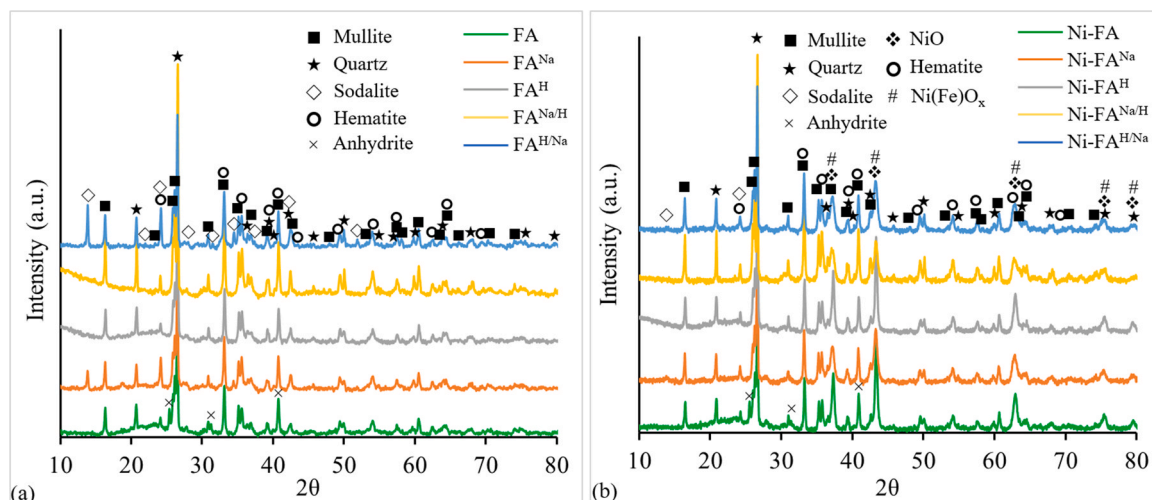 Mullite
Quartz
Sodalite
Hematite
Anhydrite
FA
FA^Na
FA^H
FA^Na/H
FA^H/Na
Intensity (a.u.)
10 20 30 40 50 60 70 80
2θ
(a)
Mullite
Quartz
Sodalite
Anhydrite
NiO
Hematite
# Ni(Fe)Oₓ
Ni-FA
Ni-FA^Na
Ni-FA^H
Ni-FA^Na/H
Ni-FA^H/Na
# # # # #
Intensity (a.u.)
10 20 30 40 50 60 70 80
2θ
(b)